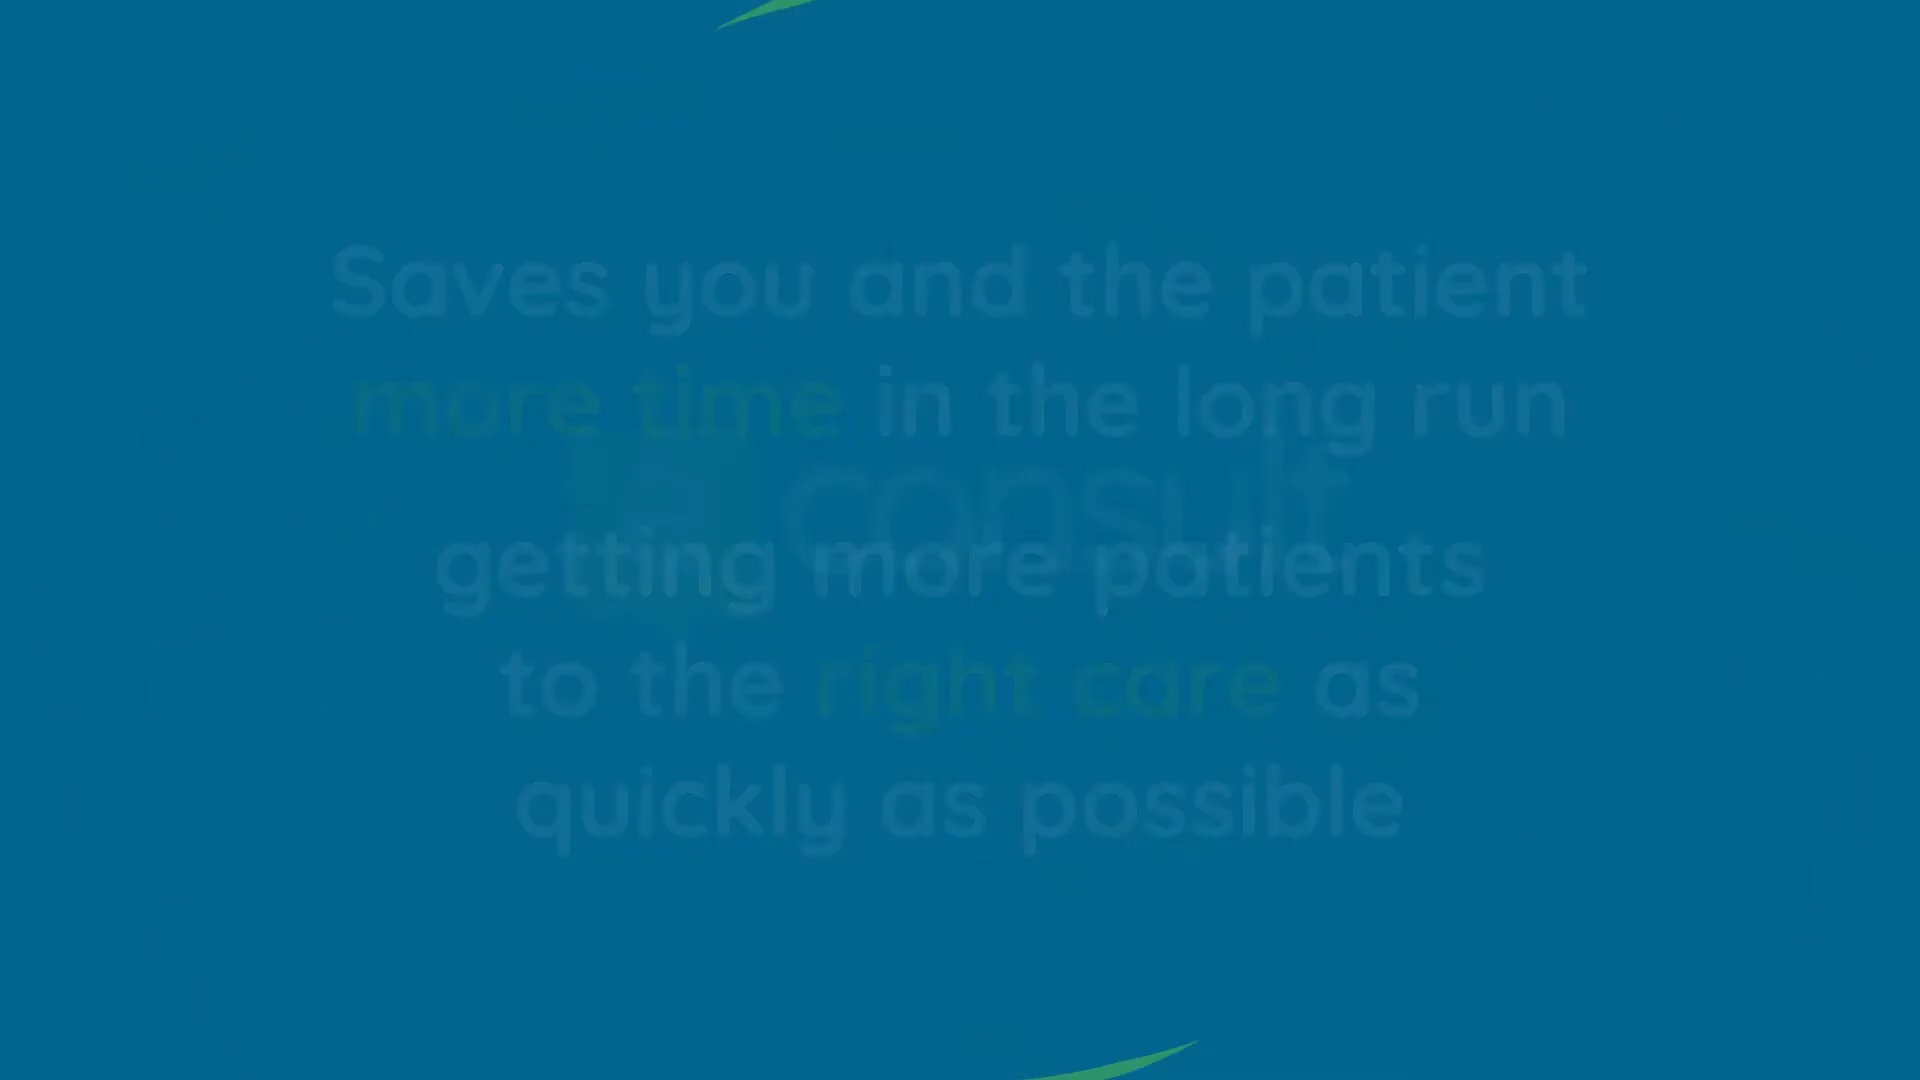 Saves you and the patient
more time in the long run
e consult
getting more patients
to the right care as
quickly as possible